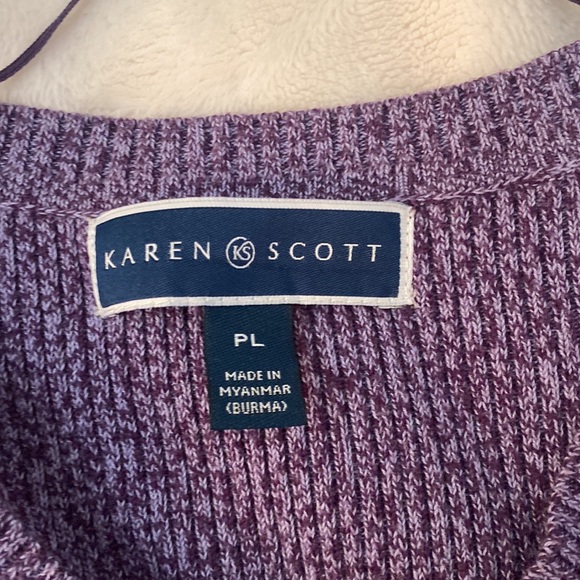 KAREN KS SCOTT
PL
MADE IN
MYANMAR
(BURMA)